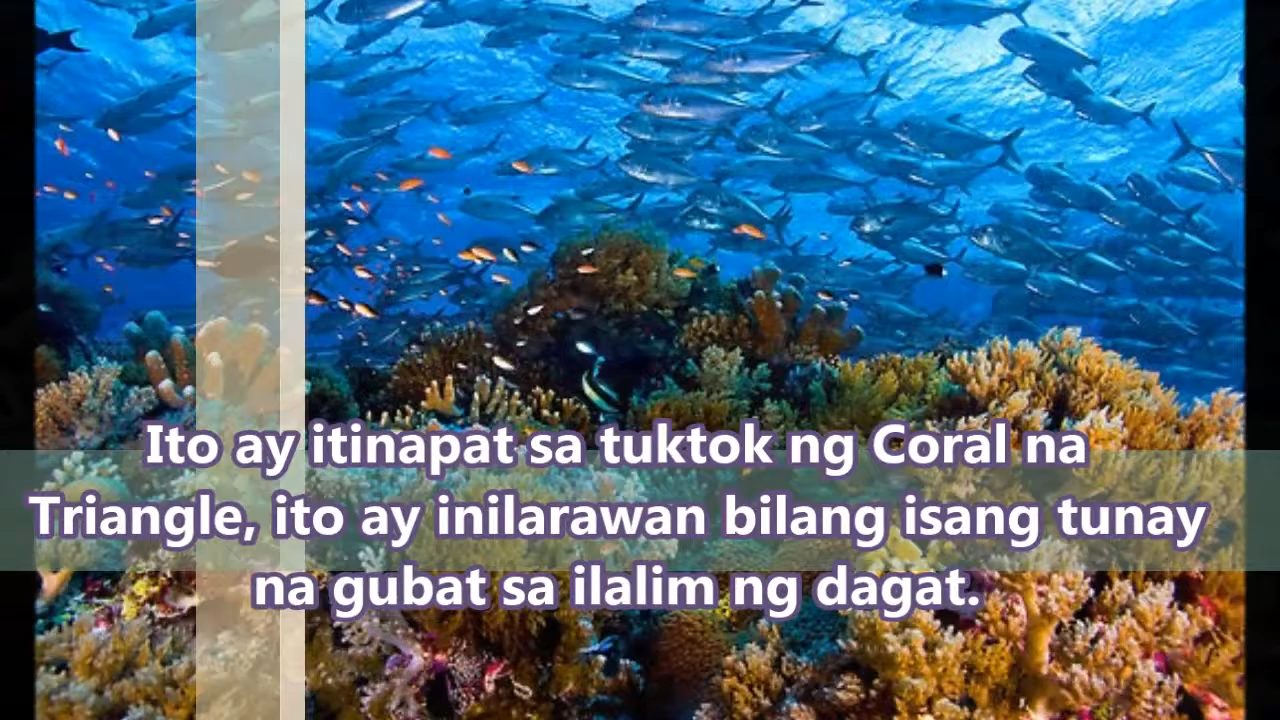 Ito ay itinapat sa tuktok ng Coral na
Triangle, ito ay inilarawan bilang isang tunay
na gubat sa ilalim ng dagat.